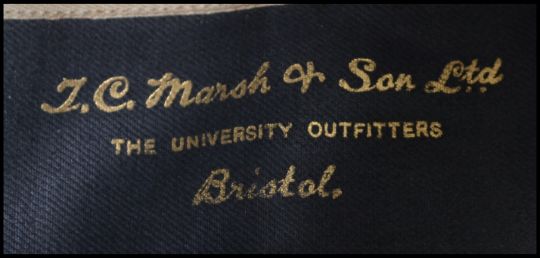 T.C. Marsh & Son Ltd.
THE UNIVERSITY OUTFITTERS
Bristol.